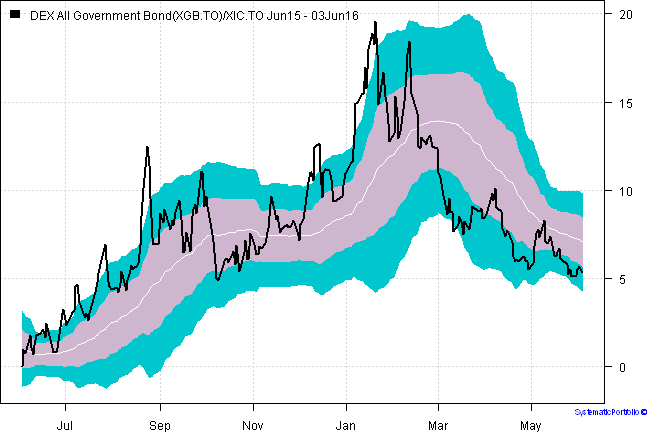 DEX All Government Bond(XGB.TO)/XIC.TO Jun15 - 03Jun16
20
15
10
5
0
Jul Sep Nov Jan Mar May
SystematicPortfolio ©